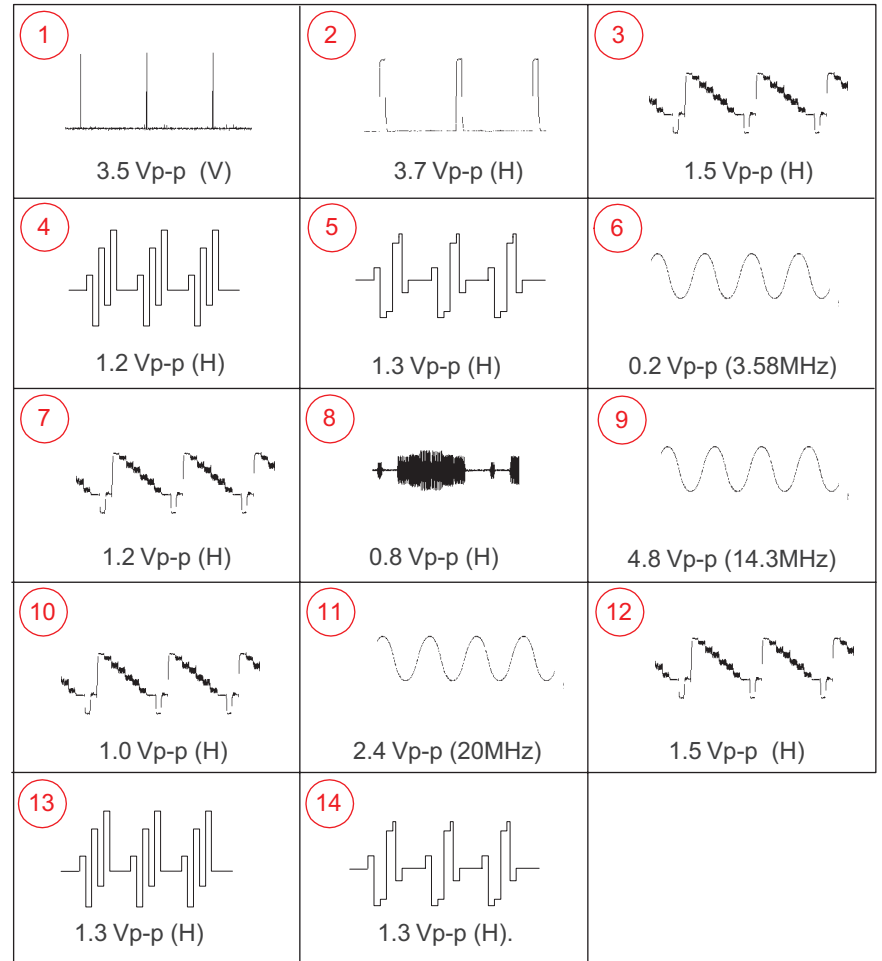 1
2
3
3.5 Vp-p (V)
3.7 Vp-p (H)
1.5 Vp-p (H)
4
5
6
1.2 Vp-p (H)
1.3 Vp-p (H)
0.2 Vp-p (3.58MHz)
7
8
9
1.2 Vp-p (H)
0.8 Vp-p (H)
4.8 Vp-p (14.3MHz)
10
11
12
1.0 Vp-p (H)
2.4 Vp-p (20MHz)
1.5 Vp-p (H)
13
14
1.3 Vp-p (H)
1.3 Vp-p (H).